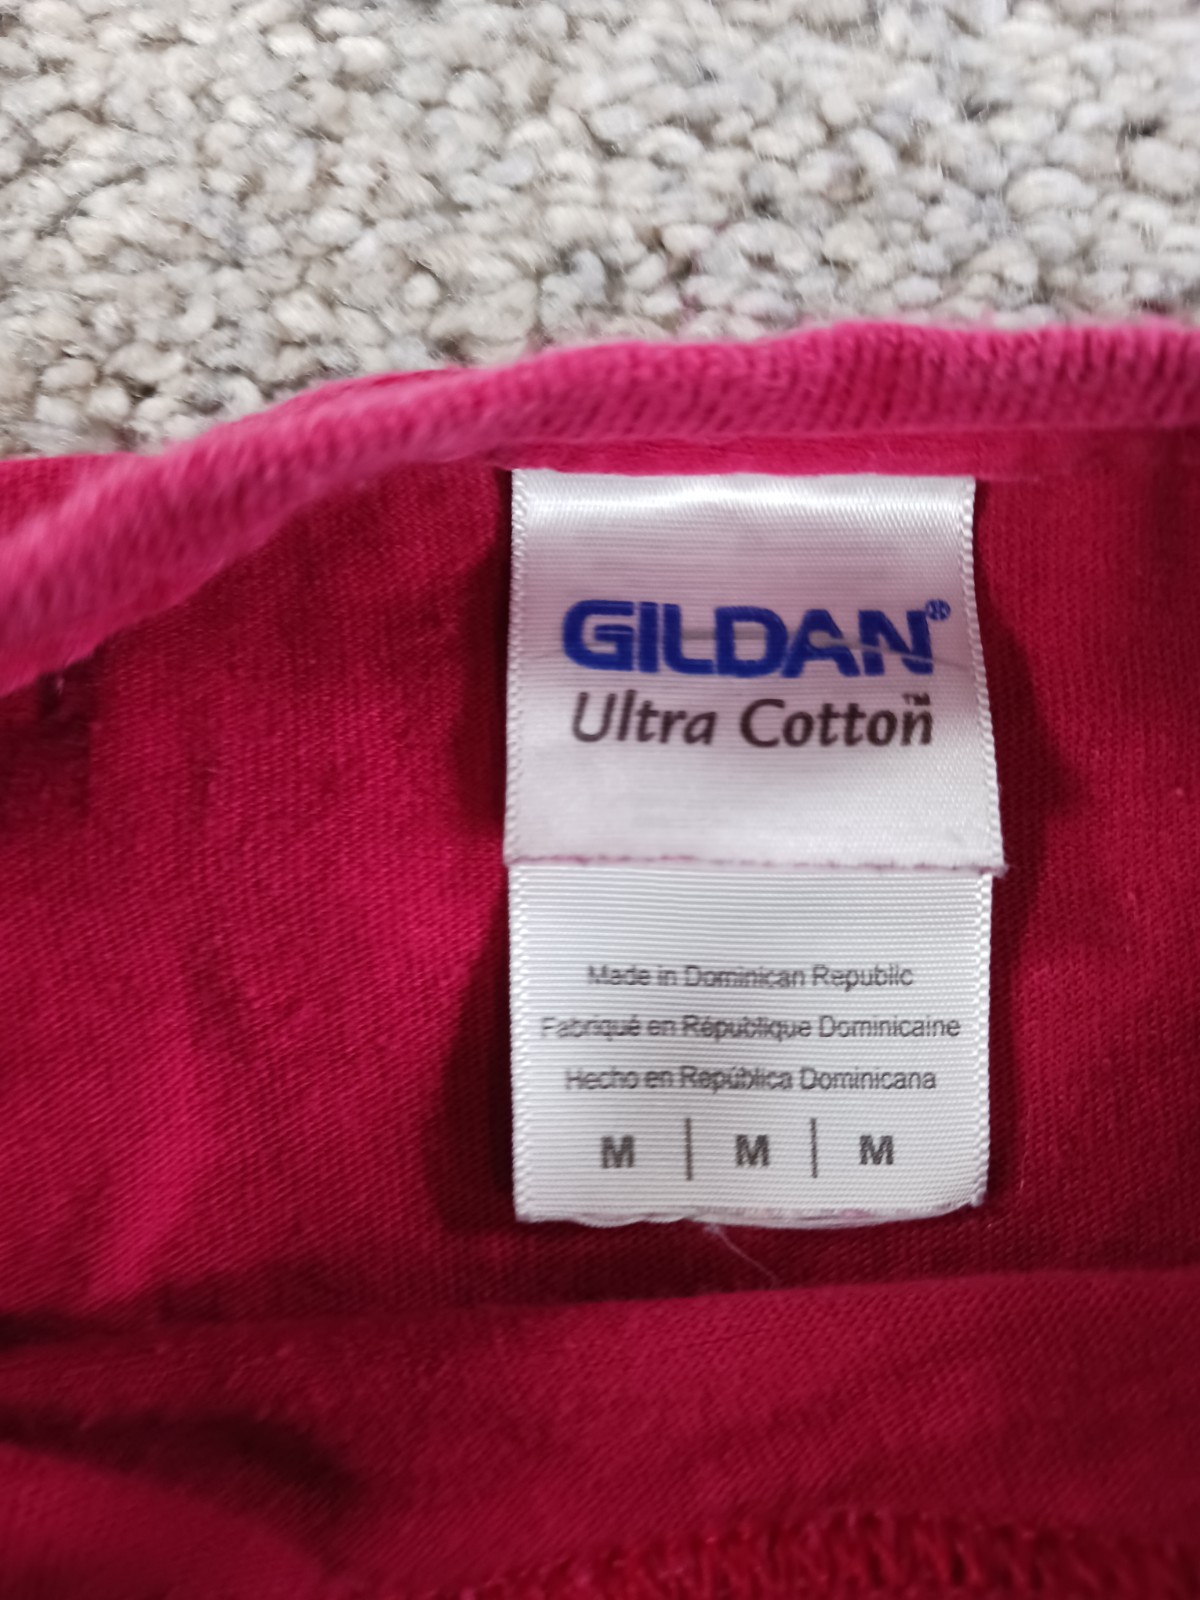 GILDAN®
Ultra Cotton™
Made in Dominican Republic
Fabriqué en République Dominicaine
Hecho en República Dominicana
M | M | M